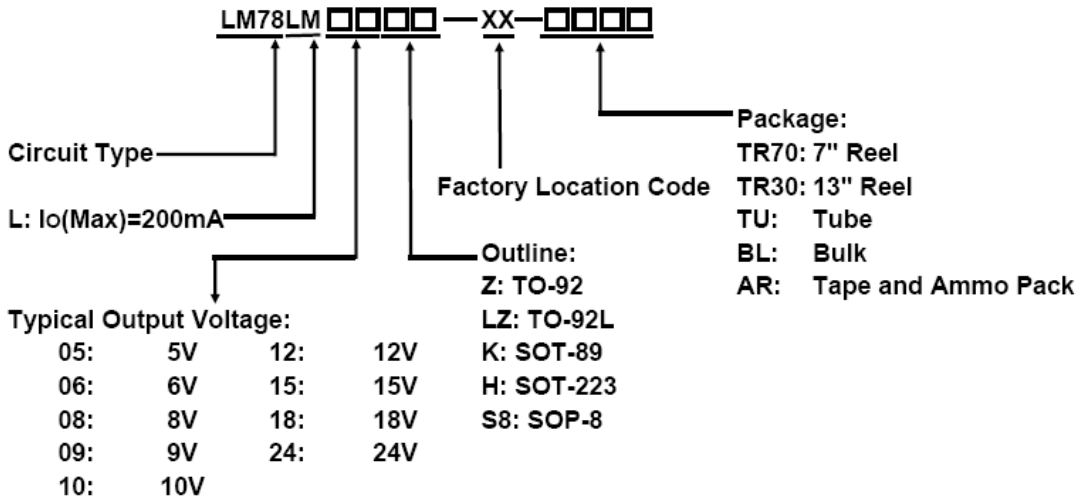 LM78LM □□□□ — XX — □□□□
Package:
Circuit Type
TR70: 7" Reel
Factory Location Code
TR30: 13" Reel
L: Io(Max)=200mA
TU: Tube
Outline:
BL: Bulk
Z: TO-92
AR: Tape and Ammo Pack
Typical Output Voltage:
LZ: TO-92L
05: 5V 12: 12V
K: SOT-89
06: 6V 15: 15V
H: SOT-223
08: 8V 18: 18V
S8: SOP-8
09: 9V 24: 24V
10: 10V